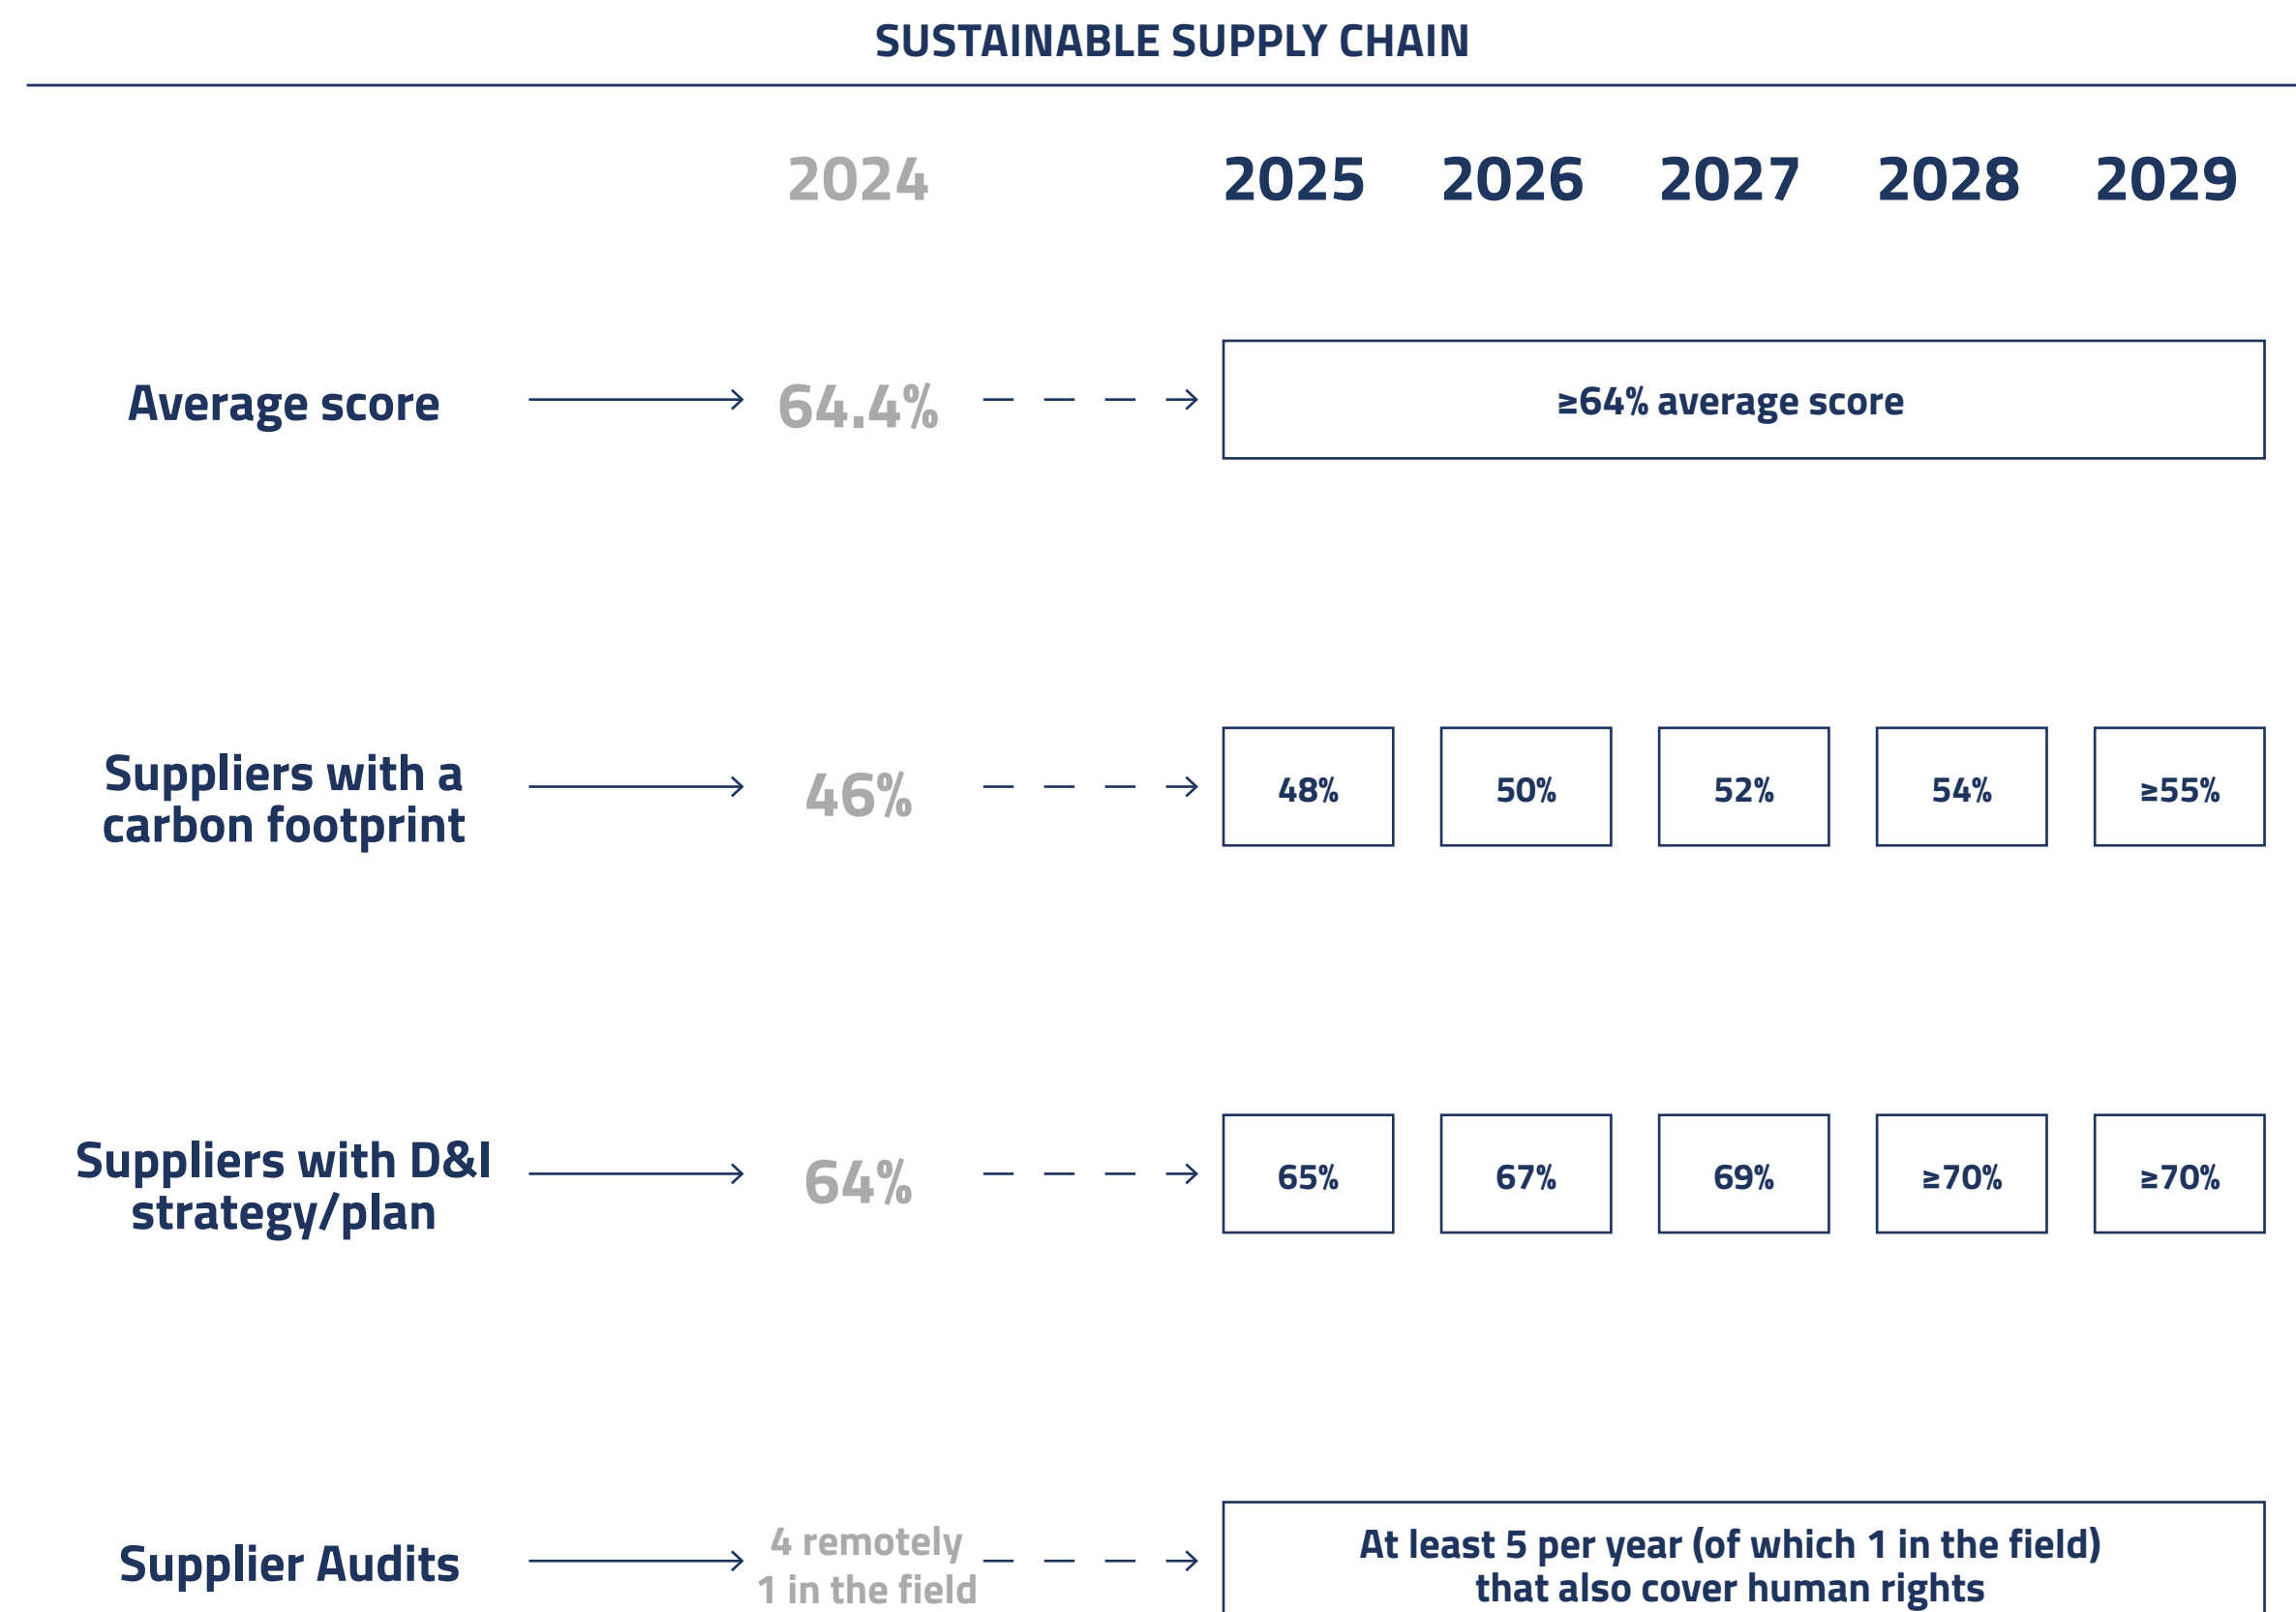 SUSTAINABLE SUPPLY CHAIN
2024 2025 2026 2027 2028 2029
Average score 64.4% ≥64% average score
Suppliers with a
carbon footprint
46% 48% 50% 52% 54% ≥55%
Suppliers with D&I
strategy/plan
64% 65% 67% 69% ≥70% ≥70%
Supplier Audits
4 remotely
1 in the field
At least 5 per year (of which 1 in the field)
that also cover human rights